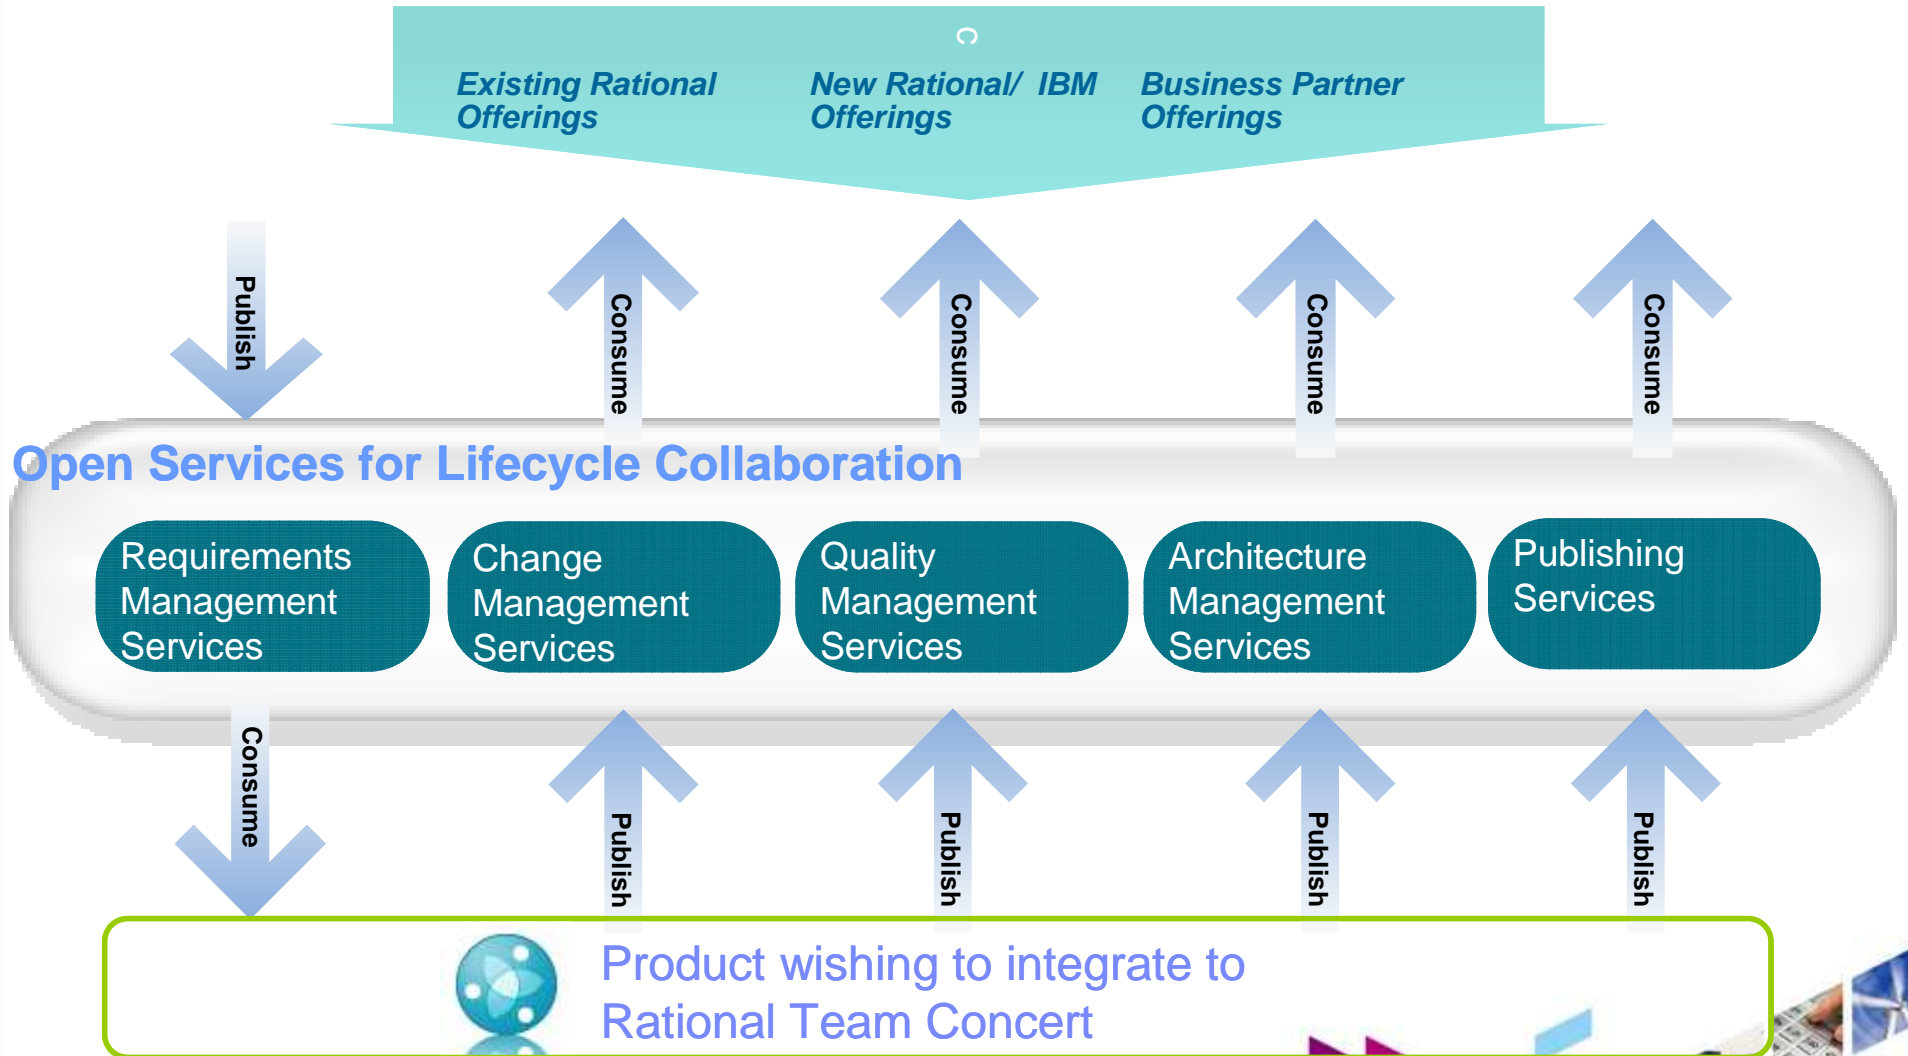 C
Existing Rational
Offerings
New Rational/ IBM
Offerings
Business Partner
Offerings
Publish
Consume
Consume
Consume
Consume
Open Services for Lifecycle Collaboration
Requirements
Management
Services
Change
Management
Services
Quality
Management
Services
Architecture
Management
Services
Publishing
Services
Consume
Publish
Publish
Publish
Publish
Product wishing to integrate to
Rational Team Concert